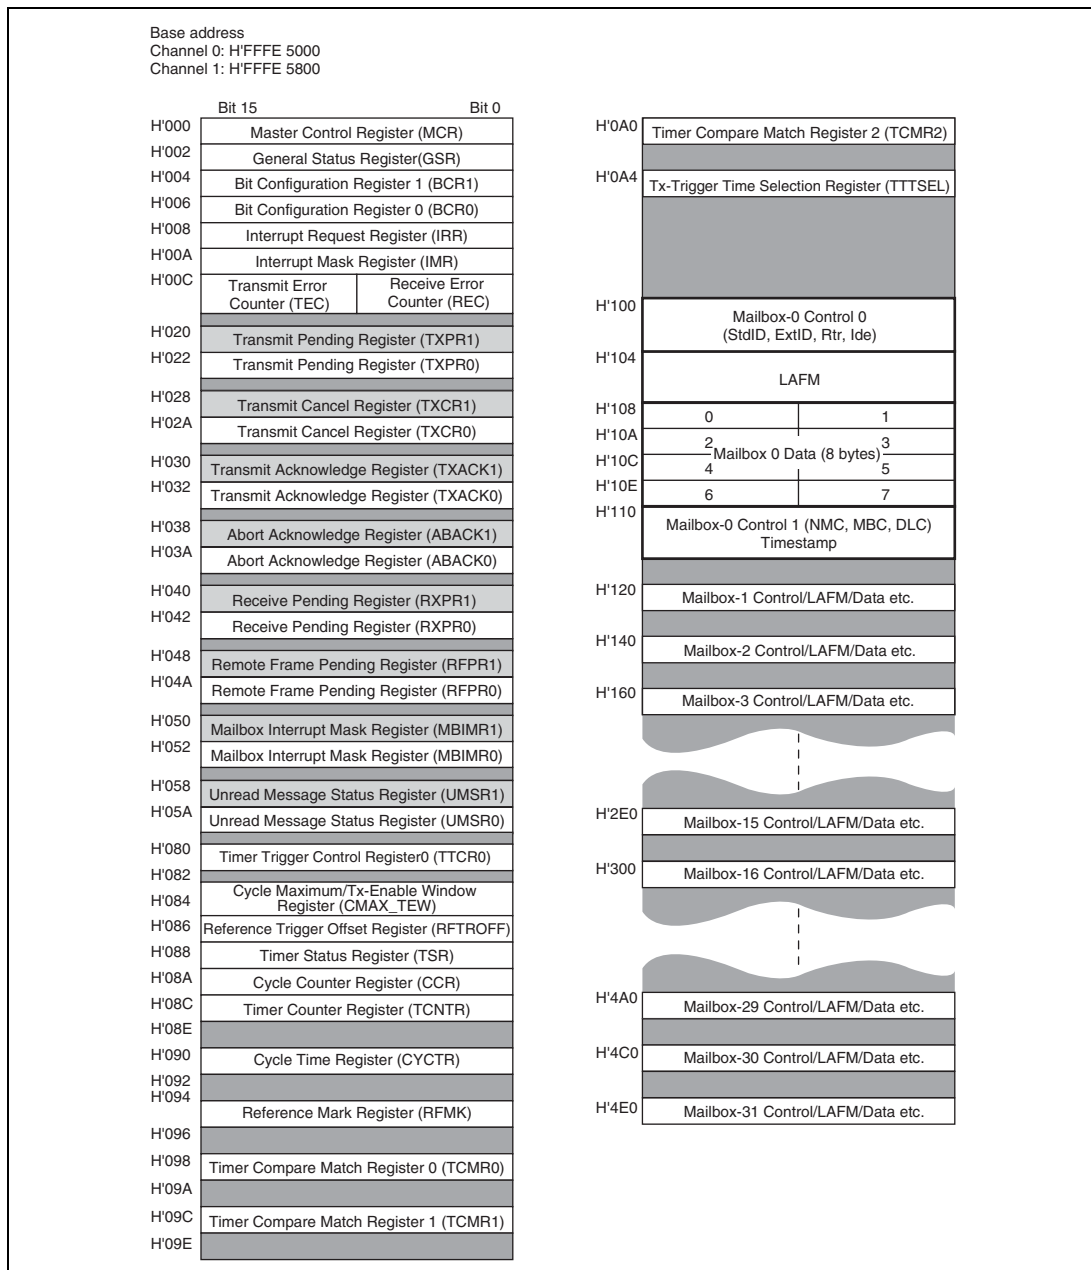 Base address
Channel 0: H'FFFE 5000
Channel 1: H'FFFE 5800
Bit 15 Bit 0
H'000 Master Control Register (MCR)
H'002 General Status Register(GSR)
H'004 Bit Configuration Register 1 (BCR1)
H'006 Bit Configuration Register 0 (BCR0)
H'008 Interrupt Request Register (IRR)
H'00A Interrupt Mask Register (IMR)
H'00C Transmit Error Receive Error
Counter (TEC) Counter (REC)
H'020 Transmit Pending Register (TXPR1)
H'022 Transmit Pending Register (TXPR0)
H'028 Transmit Cancel Register (TXCR1)
H'02A Transmit Cancel Register (TXCR0)
H'030 Transmit Acknowledge Register (TXACK1)
H'032 Transmit Acknowledge Register (TXACK0)
H'038 Abort Acknowledge Register (ABACK1)
H'03A Abort Acknowledge Register (ABACK0)
H'040 Receive Pending Register (RXPR1)
H'042 Receive Pending Register (RXPR0)
H'048 Remote Frame Pending Register (RFPR1)
H'04A Remote Frame Pending Register (RFPR0)
H'050 Mailbox Interrupt Mask Register (MBIMR1)
H'052 Mailbox Interrupt Mask Register (MBIMR0)
H'058 Unread Message Status Register (UMSR1)
H'05A Unread Message Status Register (UMSR0)
H'080 Timer Trigger Control Register0 (TTCR0)
H'082
H'084 Cycle Maximum/Tx-Enable Window
Register (CMAX_TEW)
H'086 Reference Trigger Offset Register (RFTROFF)
H'088 Timer Status Register (TSR)
H'08A Cycle Counter Register (CCR)
H'08C Timer Counter Register (TCNTR)
H'08E
H'090 Cycle Time Register (CYCTR)
H'092
H'094 Reference Mark Register (RFMK)
H'096
H'098 Timer Compare Match Register 0 (TCMR0)
H'09A
H'09C Timer Compare Match Register 1 (TCMR1)
H'09E
H'0A0 Timer Compare Match Register 2 (TCMR2)
H'0A4 Tx-Trigger Time Selection Register (TTTSEL)
H'100 Mailbox-0 Control 0
(StdID, ExtID, Rtr, Ide)
H'104 LAFM
H'108 0 1
H'10A 2 3
Mailbox 0 Data (8 bytes)
H'10C 4 5
H'10E 6 7
H'110 Mailbox-0 Control 1 (NMC, MBC, DLC)
Timestamp
H'120 Mailbox-1 Control/LAFM/Data etc.
H'140 Mailbox-2 Control/LAFM/Data etc.
H'160 Mailbox-3 Control/LAFM/Data etc.
H'2E0 Mailbox-15 Control/LAFM/Data etc.
H'300 Mailbox-16 Control/LAFM/Data etc.
H'4A0 Mailbox-29 Control/LAFM/Data etc.
H'4C0 Mailbox-30 Control/LAFM/Data etc.
H'4E0 Mailbox-31 Control/LAFM/Data etc.